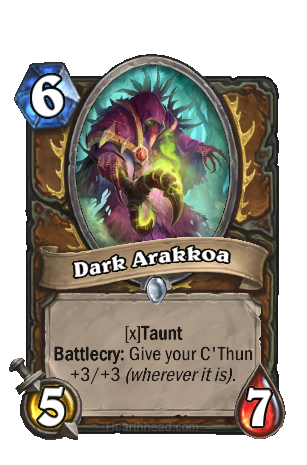 6
Dark Arakkoa
[x]Taunt
Battlecry: Give your C'Thun
+3/+3 (wherever it is).
5
7